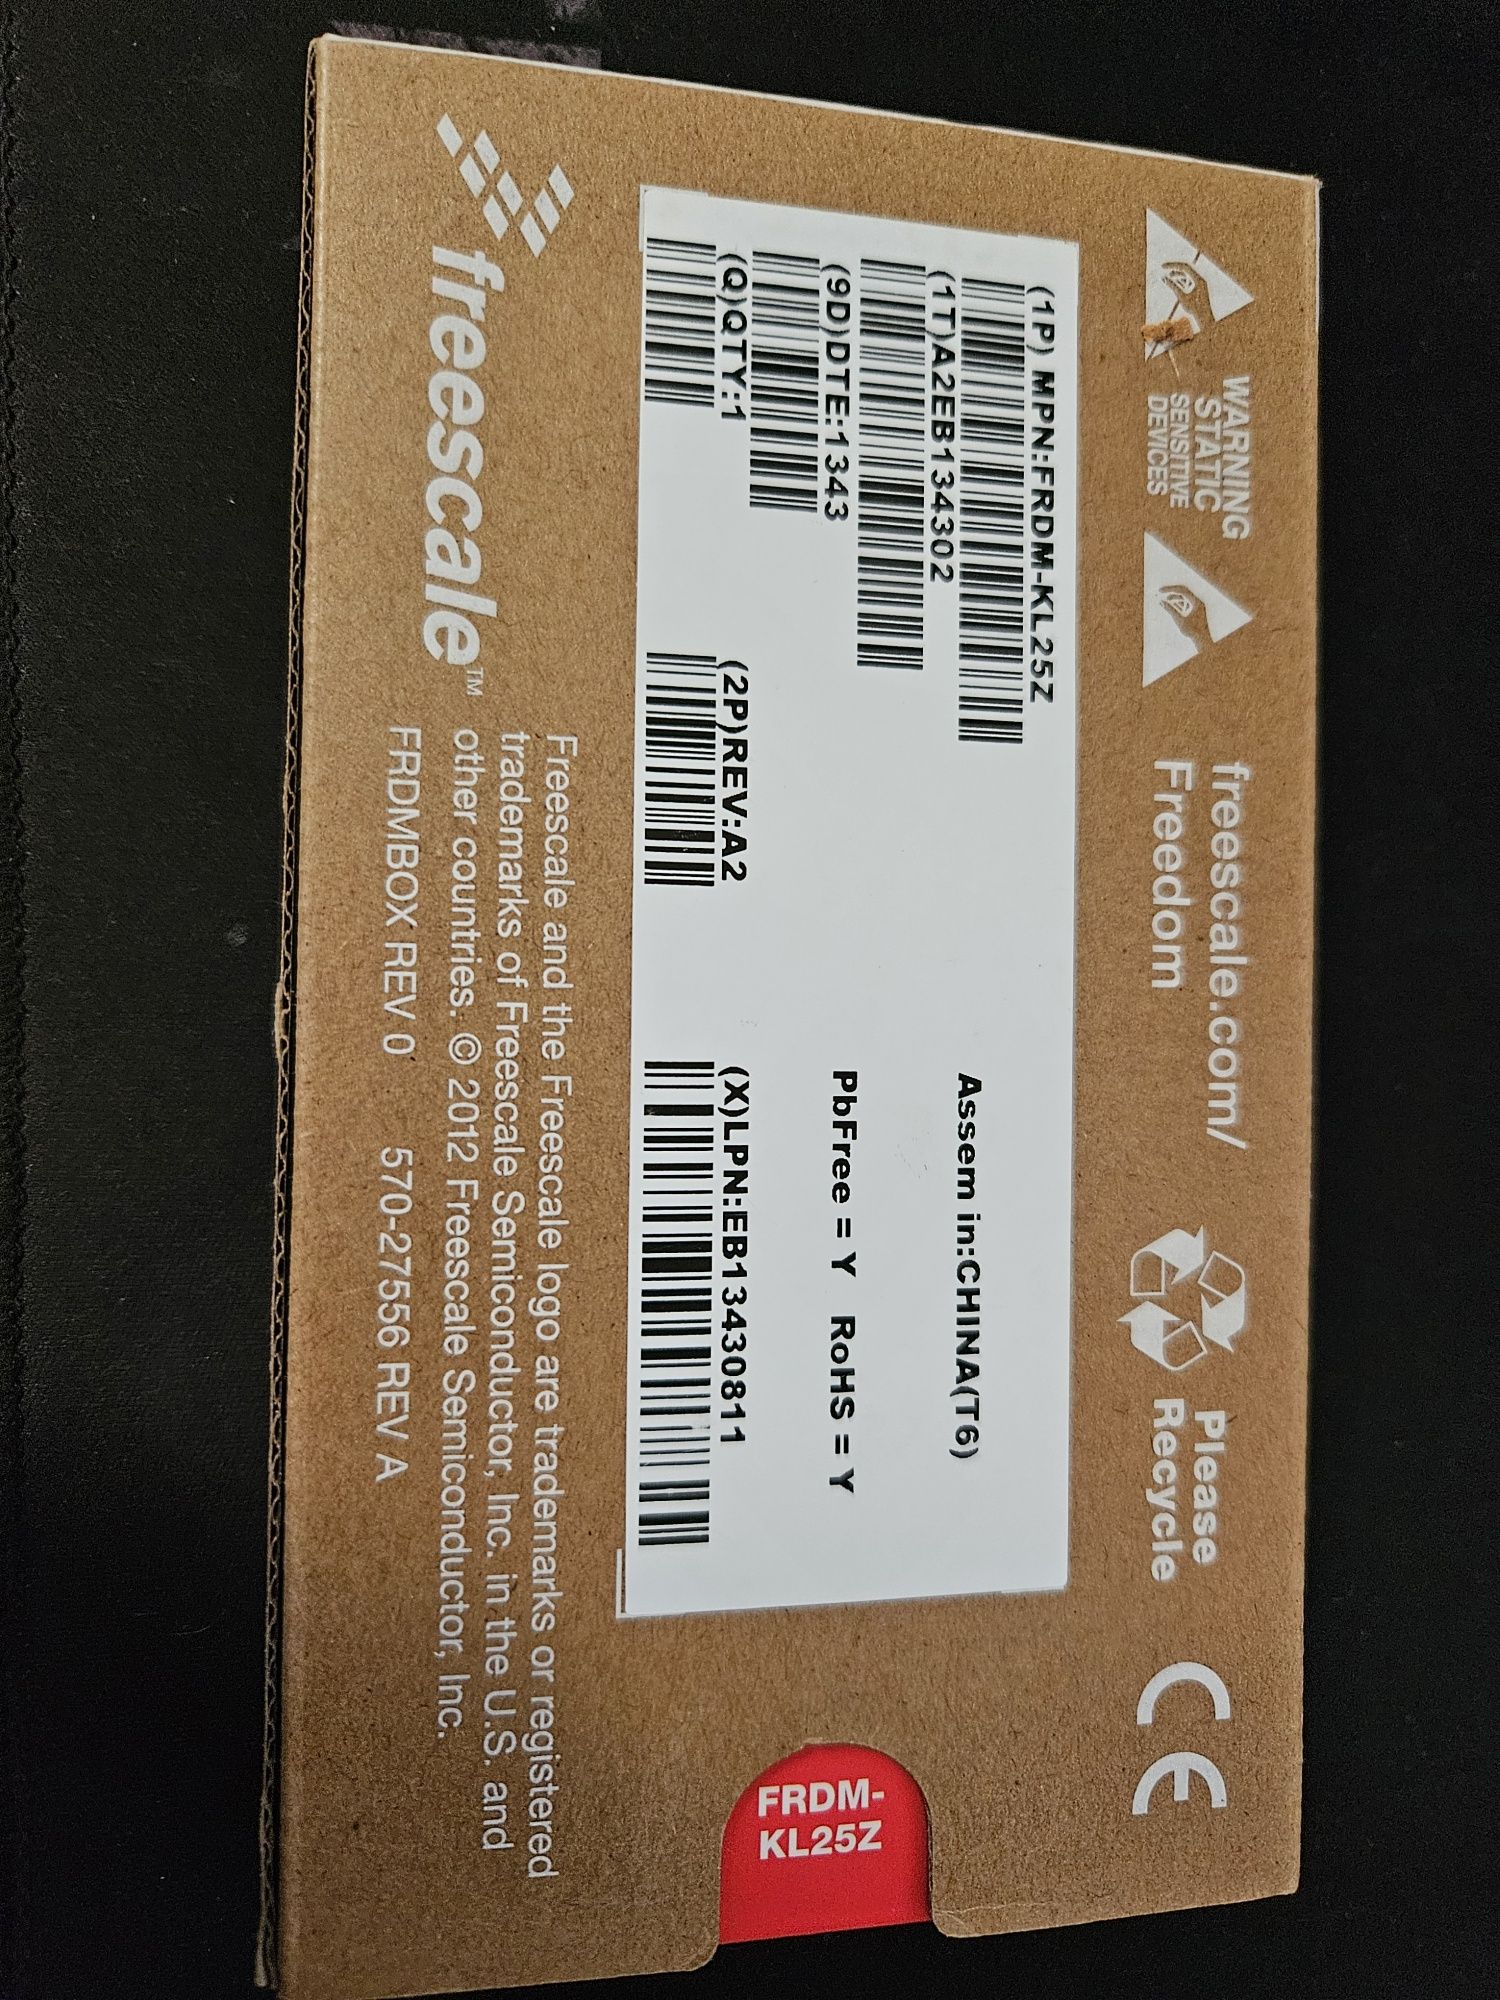 WARNING
STATIC
SENSITIVE
DEVICES
freescale.com/
Freedom
Please
Recycle
CE
(1P) MPN:FRDM-KL25Z
(1T)A2EB134302
Assem in:CHINA(T6)
(9D)DTE:1343
PbFree = Y RoHS = Y
(Q)QTY:1
(2P)REV:A2
(X)LPN:EB13430811
FRDM-
KL25Z
freescale™
Freescale and the Freescale logo are trademarks or registered
trademarks of Freescale Semiconductor, Inc. in the U.S. and
other countries. © 2012 Freescale Semiconductor, Inc.
FRDMBOX REV 0 570-27556 REV A